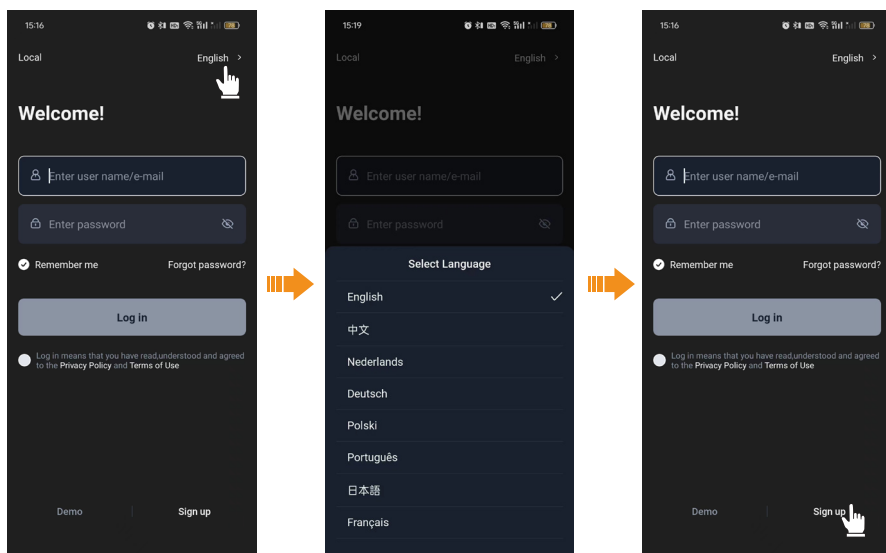 15:16
Local
English >
Welcome!
Enter user name/e-mail
Enter password
Remember me
Forgot password?
Log in
Log in means that you have read,understood and agreed
to the Privacy Policy and Terms of Use
Demo
Sign up
15:19
Local
English >
Welcome!
Enter user name/e-mail
Enter password
Select Language
English
中文
Nederlands
Deutsch
Polski
Português
日本語
Français
15:16
Local
English >
Welcome!
Enter user name/e-mail
Enter password
Remember me
Forgot password?
Log in
Log in means that you have read,understood and agreed
to the Privacy Policy and Terms of Use
Demo
Sign up